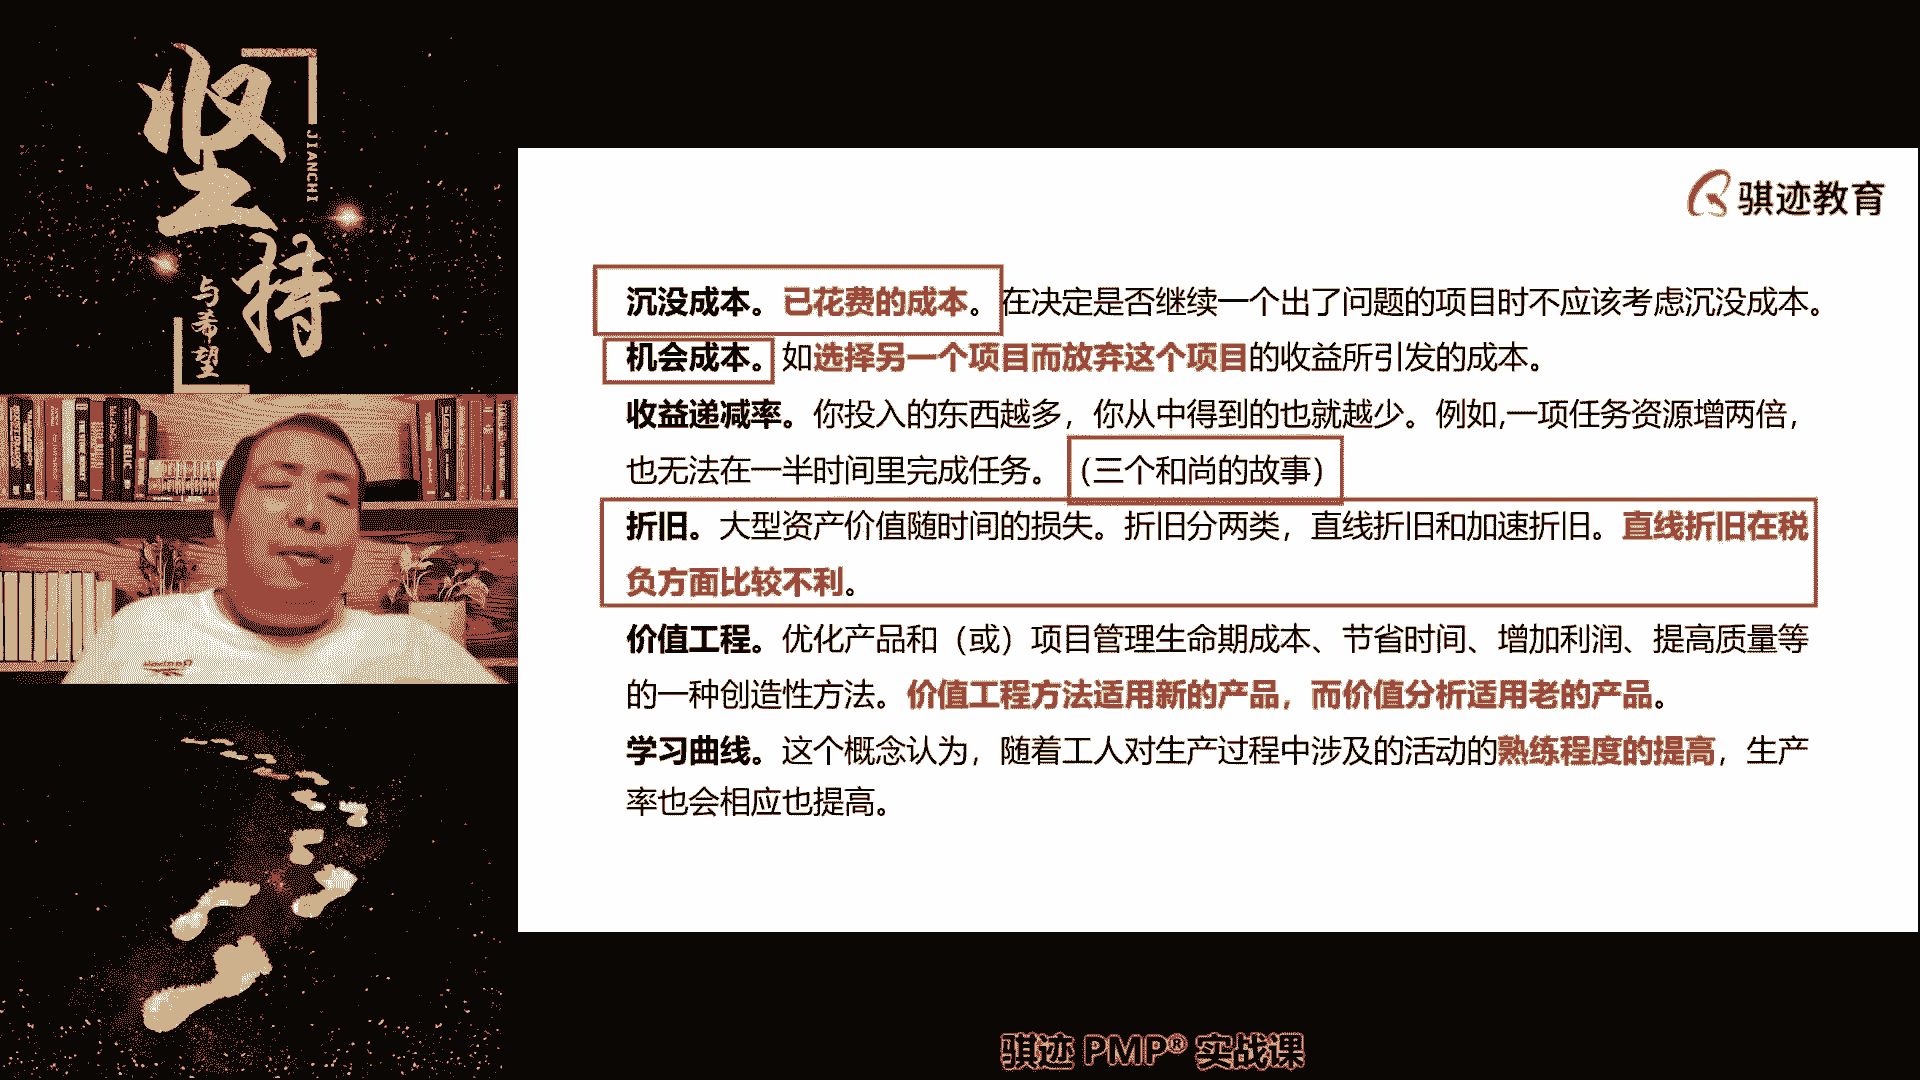 坚持
JIANCHI
与希望
骐迹教育
沉没成本。已花费的成本。在决定是否继续一个出了问题的项目时不应该考虑沉没成本。
机会成本。如选择另一个项目而放弃这个项目的收益所引发的成本。
收益递减率。你投入的东西越多，你从中得到的也就越少。例如,一项任务资源增两倍，
也无法在一半时间里完成任务。（三个和尚的故事）
折旧。大型资产价值随时间的损失。折旧分两类，直线折旧和加速折旧。直线折旧在税
负方面比较不利。
价值工程。优化产品和（或）项目管理生命期成本、节省时间、增加利润、提高质量等
的一种创造性方法。价值工程方法适用新的产品，而价值分析适用老的产品。
学习曲线。这个概念认为，随着工人对生产过程中涉及的活动的熟练程度的提高，生产
率也会相应也提高。
骐迹 PMP® 实战课